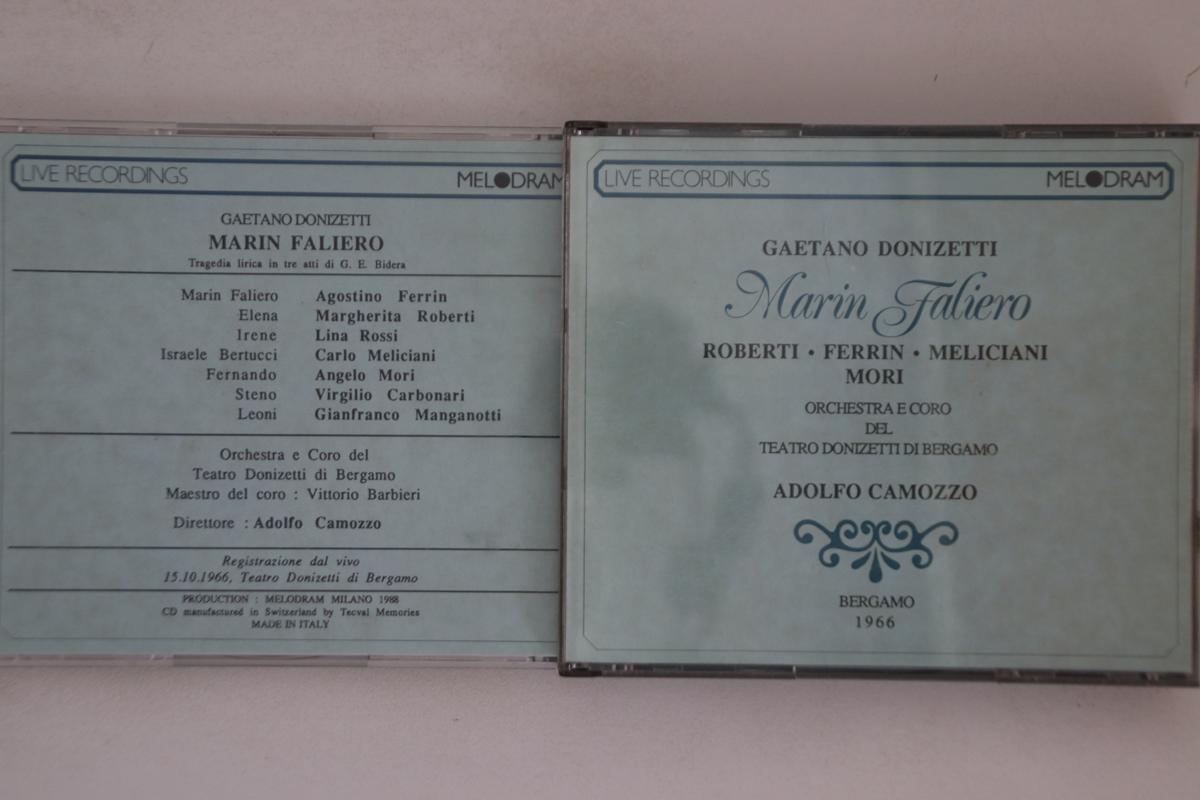 LIVE RECORDINGS MELODRAM
GAETANO DONIZETTI
MARIN FALIERO
Tragedia lirica in tre atti di G. E. Bidera
Marin Faliero Agostino Ferrin
Elena Margherita Roberti
Irene Lina Rossi
Israele Bertucci Carlo Meliciani
Fernando Angelo Mori
Steno Virgilio Carbonari
Leoni Gianfranco Manganotti
Orchestra e Coro del
Teatro Donizetti di Bergamo
Maestro del coro : Vittorio Barbieri
Direttore : Adolfo Camozzo
Registrazione dal vivo
15.10.1966, Teatro Donizetti di Bergamo
PRODUCTION : MELODRAM MILANO 1988
CD manufactured in Switzerland by Tecval Memories
MADE IN ITALY
LIVE RECORDINGS MELODRAM
GAETANO DONIZETTI
Marin Faliero
ROBERTI • FERRIN • MELICIANI
MORI
ORCHESTRA E CORO
DEL
TEATRO DONIZETTI DI BERGAMO
ADOLFO CAMOZZO
BERGAMO
1966